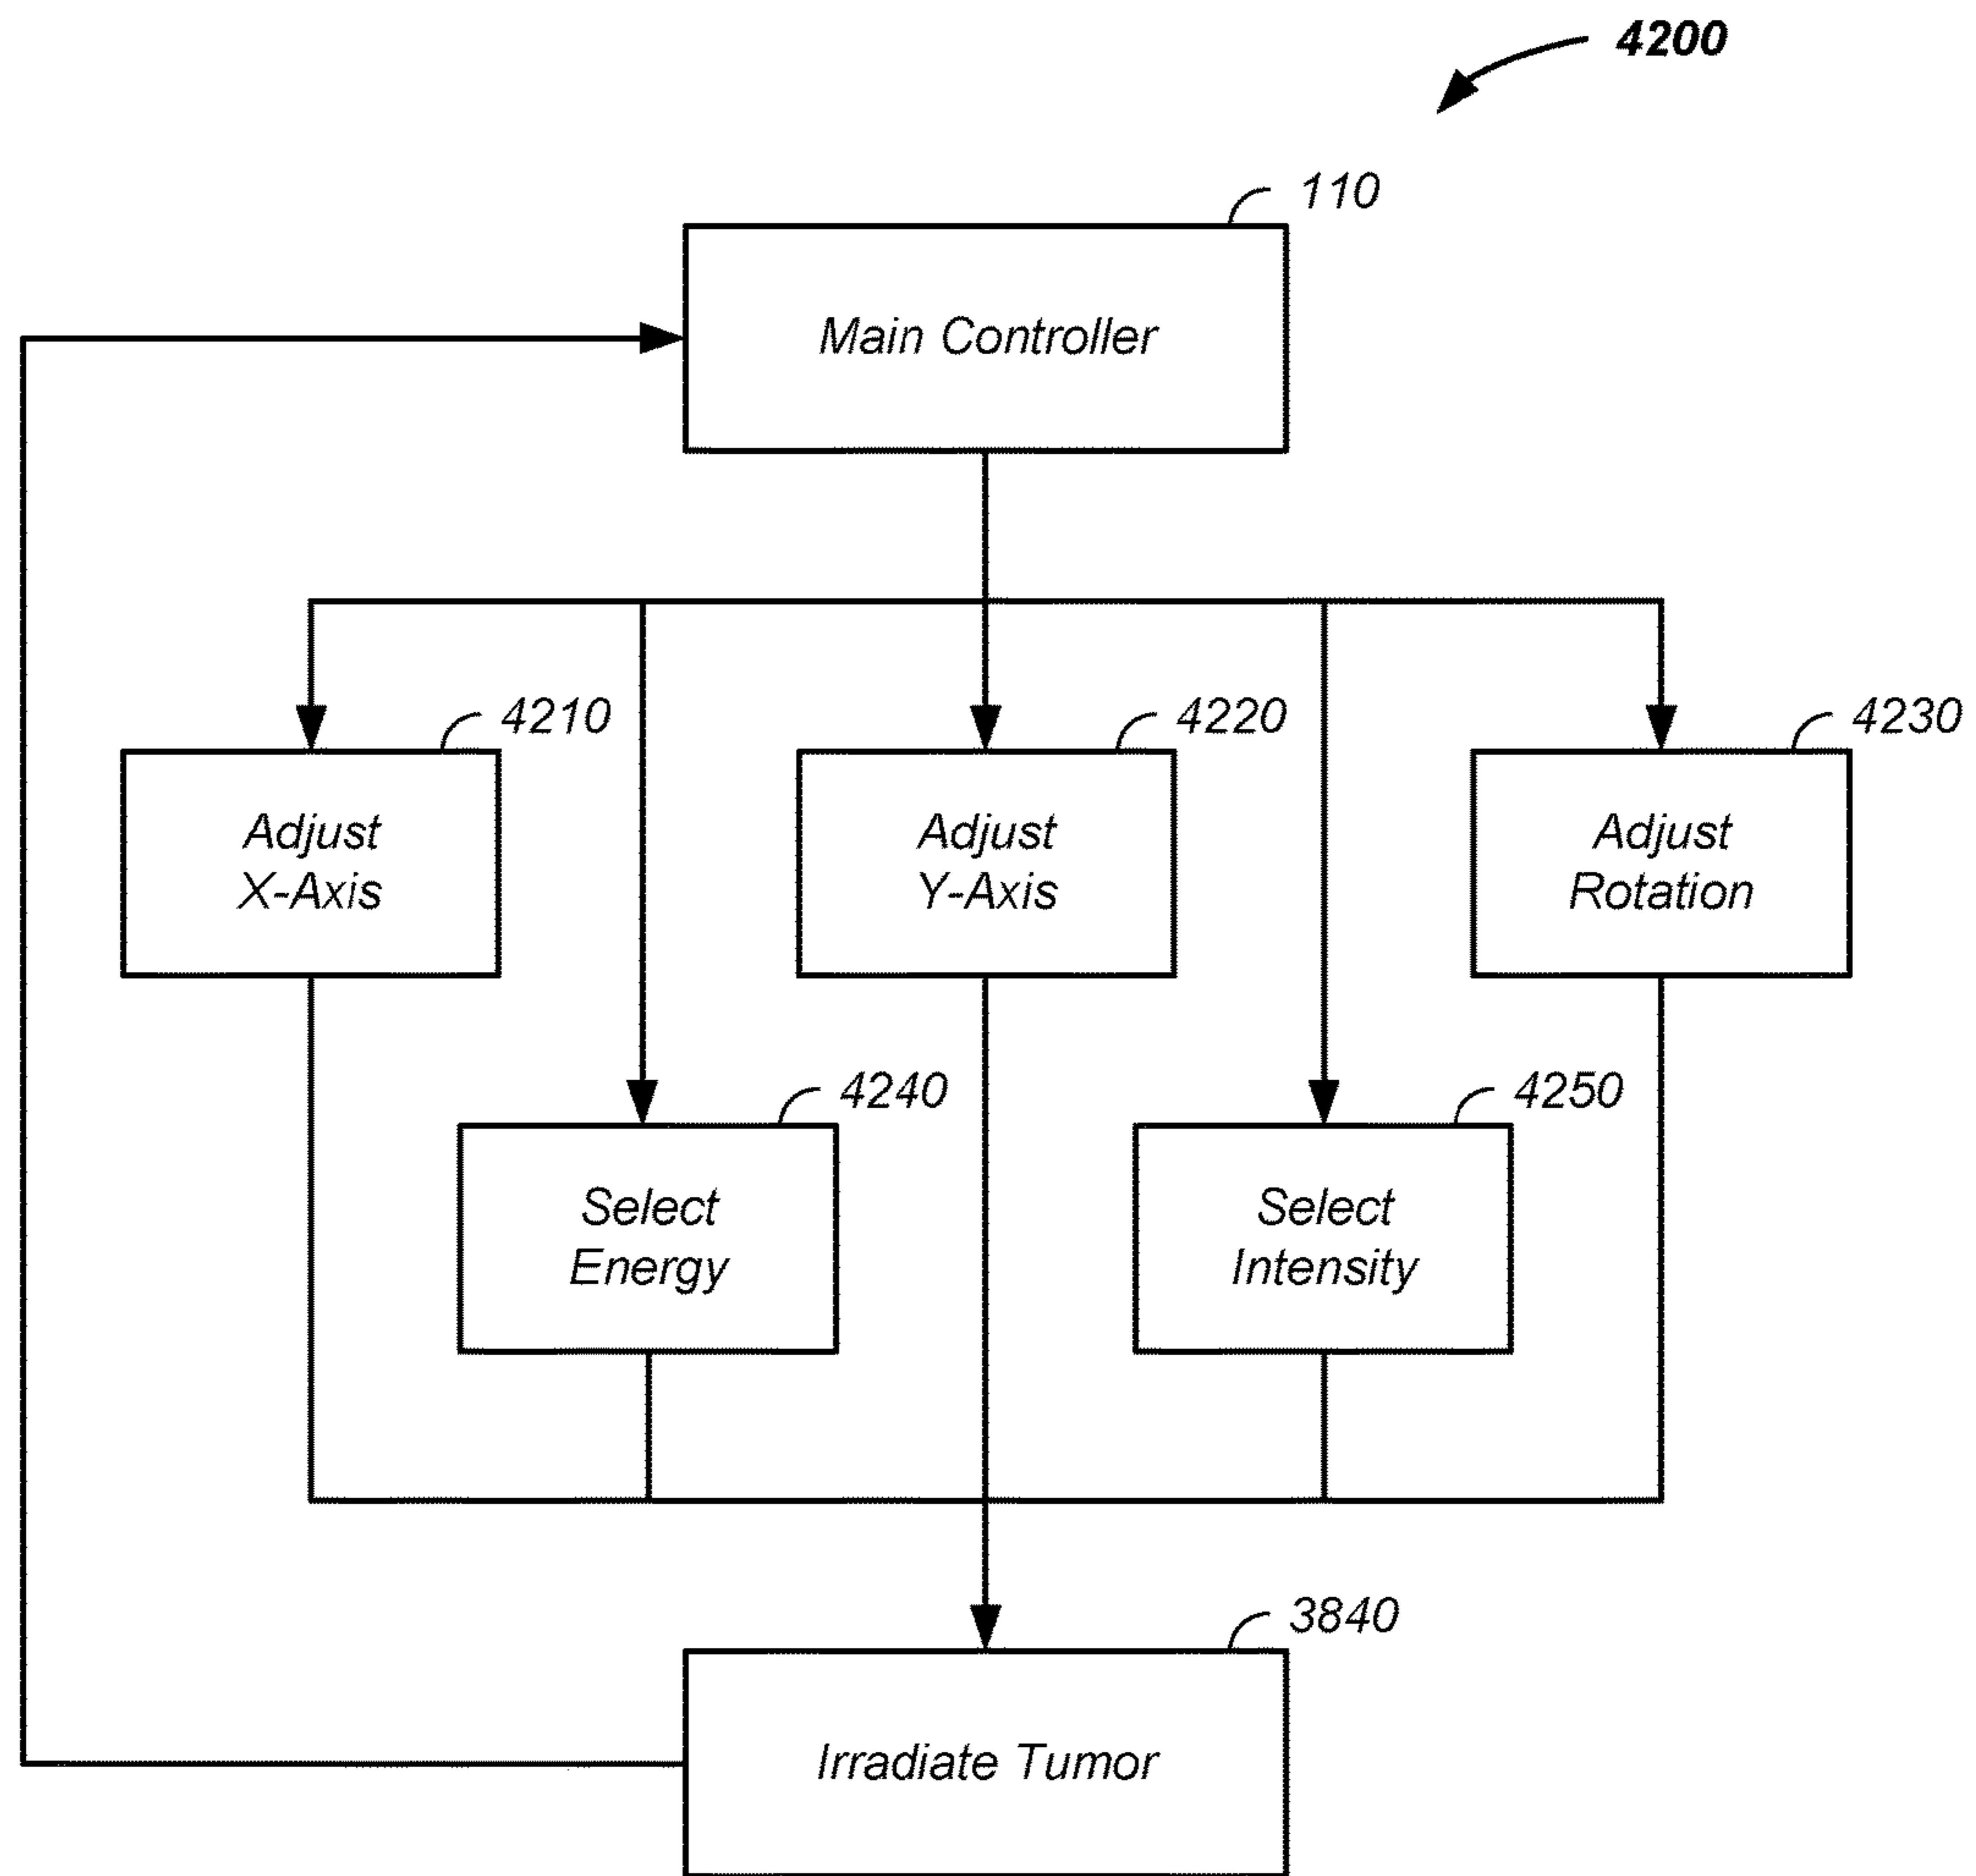 4200
110
Main Controller
4210
4220
4230
Adjust
X-Axis
Adjust
Y-Axis
Adjust
Rotation
4240
4250
Select
Energy
Select
Intensity
3840
Irradiate Tumor